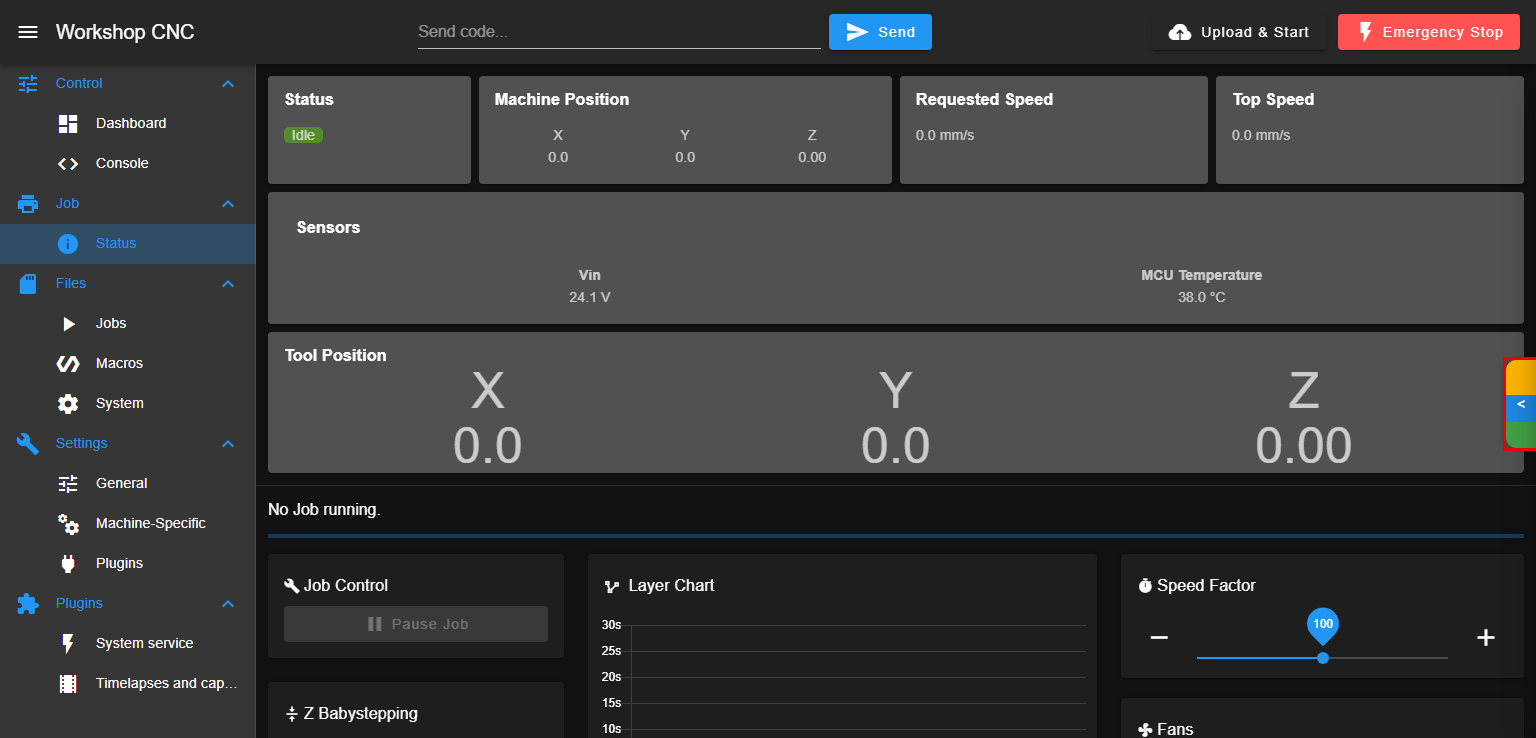 Workshop CNC
Send code...
Send
Upload & Start
Emergency Stop
Control
Dashboard
Console
Job
Status
Files
Jobs
Macros
System
Settings
General
Machine-Specific
Plugins
Plugins
System service
Timelapses and cap...
Status
Idle
Machine Position
X Y Z
0.0 0.0 0.00
Requested Speed
0.0 mm/s
Top Speed
0.0 mm/s
Sensors
Vin MCU Temperature
24.1 V 38.0 °C
Tool Position
X Y Z
0.0 0.0 0.00
<
No Job running.
Job Control
Pause Job
Z Babystepping
Layer Chart
30s
25s
20s
15s
10s
Speed Factor
100
Fans